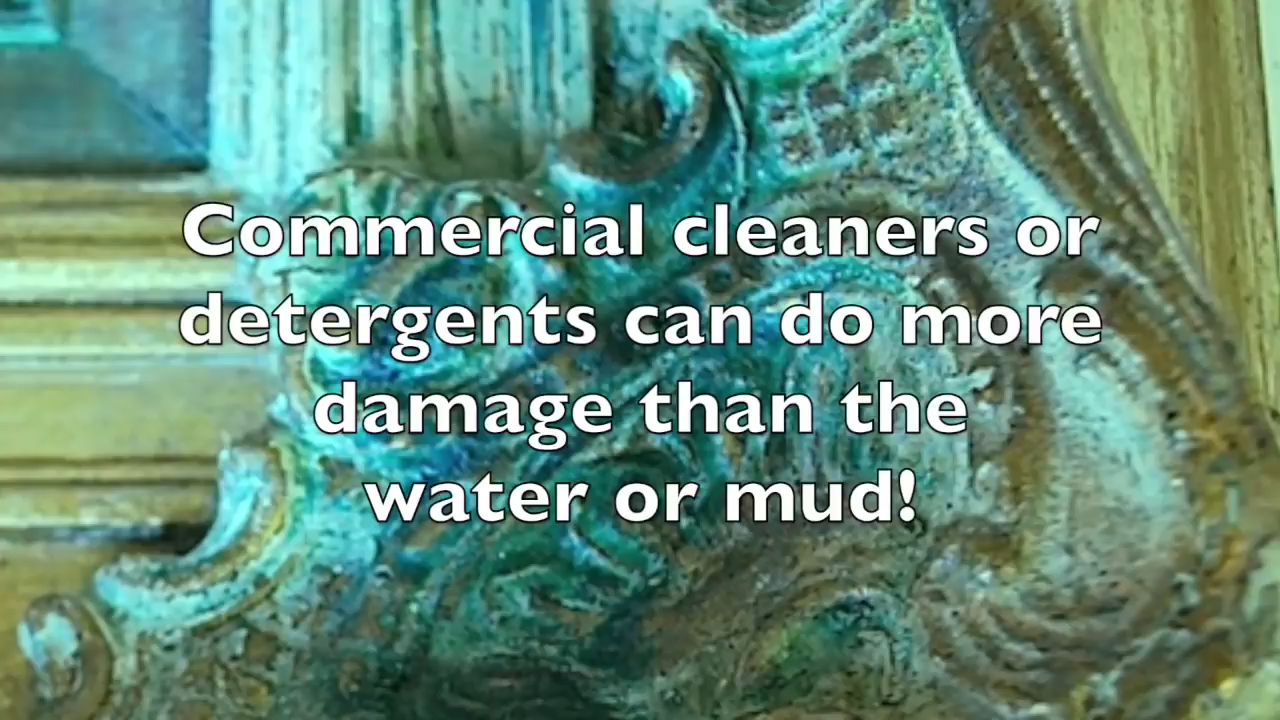 Commercial cleaners or
detergents can do more
damage than the
water or mud!